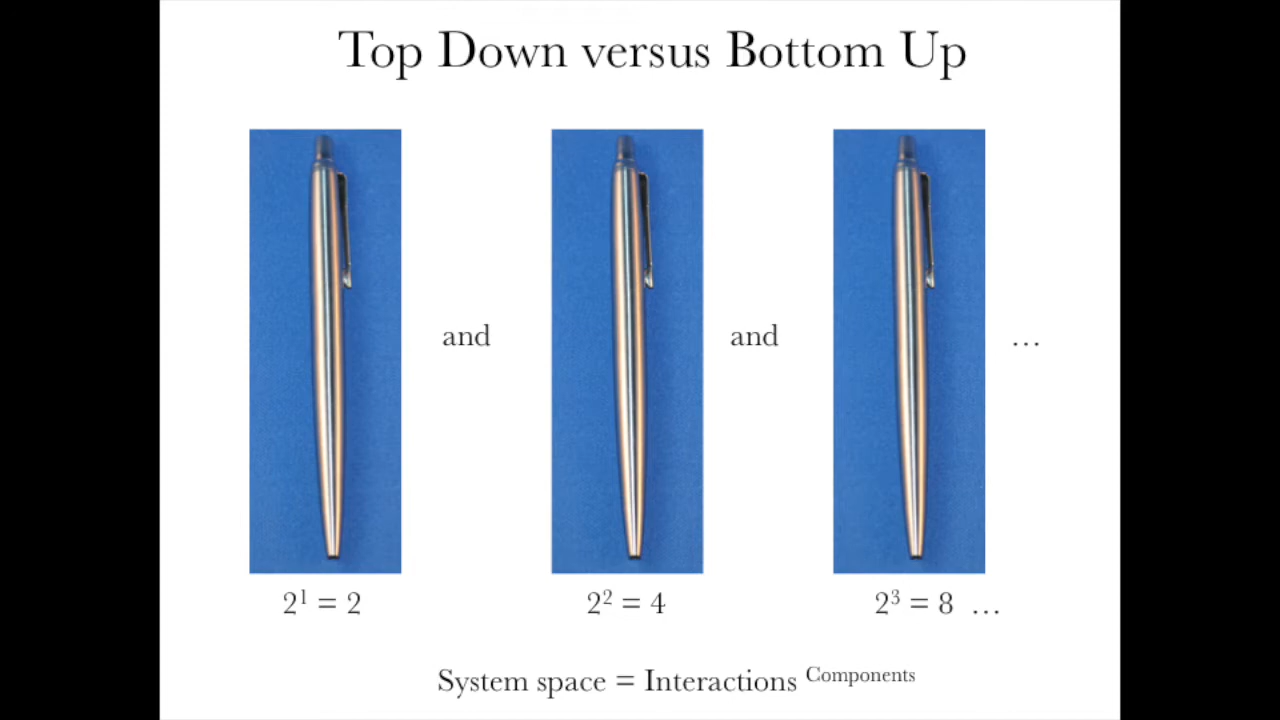 Top Down versus Bottom Up
and and …
2¹ = 2 2² = 4 2³ = 8 …
System space = Interactions ᶜᵒᵐᵖᵒⁿᵉⁿᵗˢ